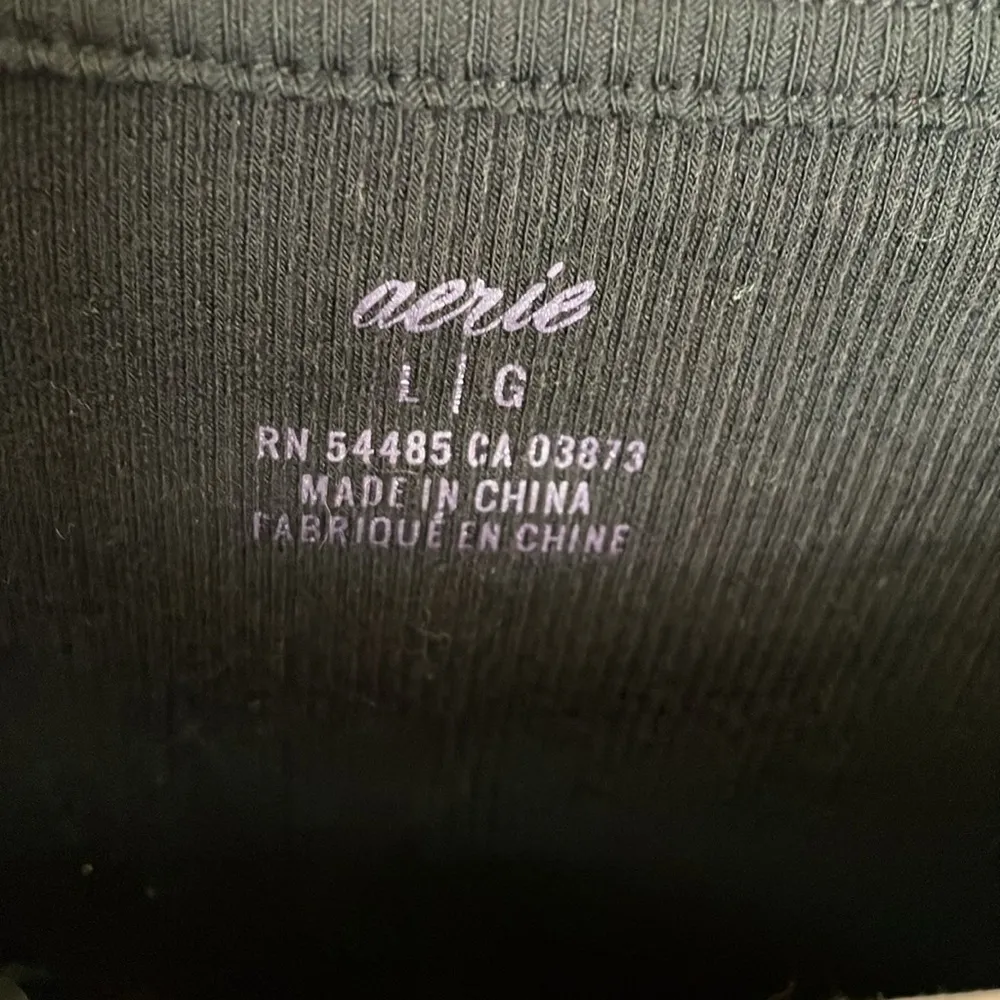 aerie
L | G
RN 54485 CA 03873
MADE IN CHINA
FABRIQUÉ EN CHINE